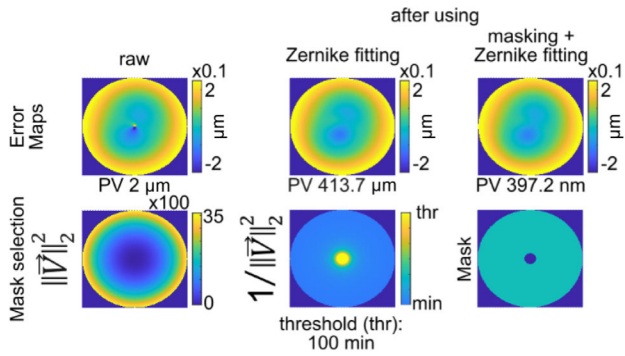 after using
raw
Zernike fitting
masking +
Zernike fitting
Error
Maps
x0.1
2
-2
μm
x0.1
2
-2
μm
x0.1
2
-2
μm
PV 2 μm
PV 413.7 μm
PV 397.2 nm
Mask selection
||V⃗||₂²
x100
35
0
1/||V⃗||₂²
thr
min
Mask
threshold (thr):
100 min